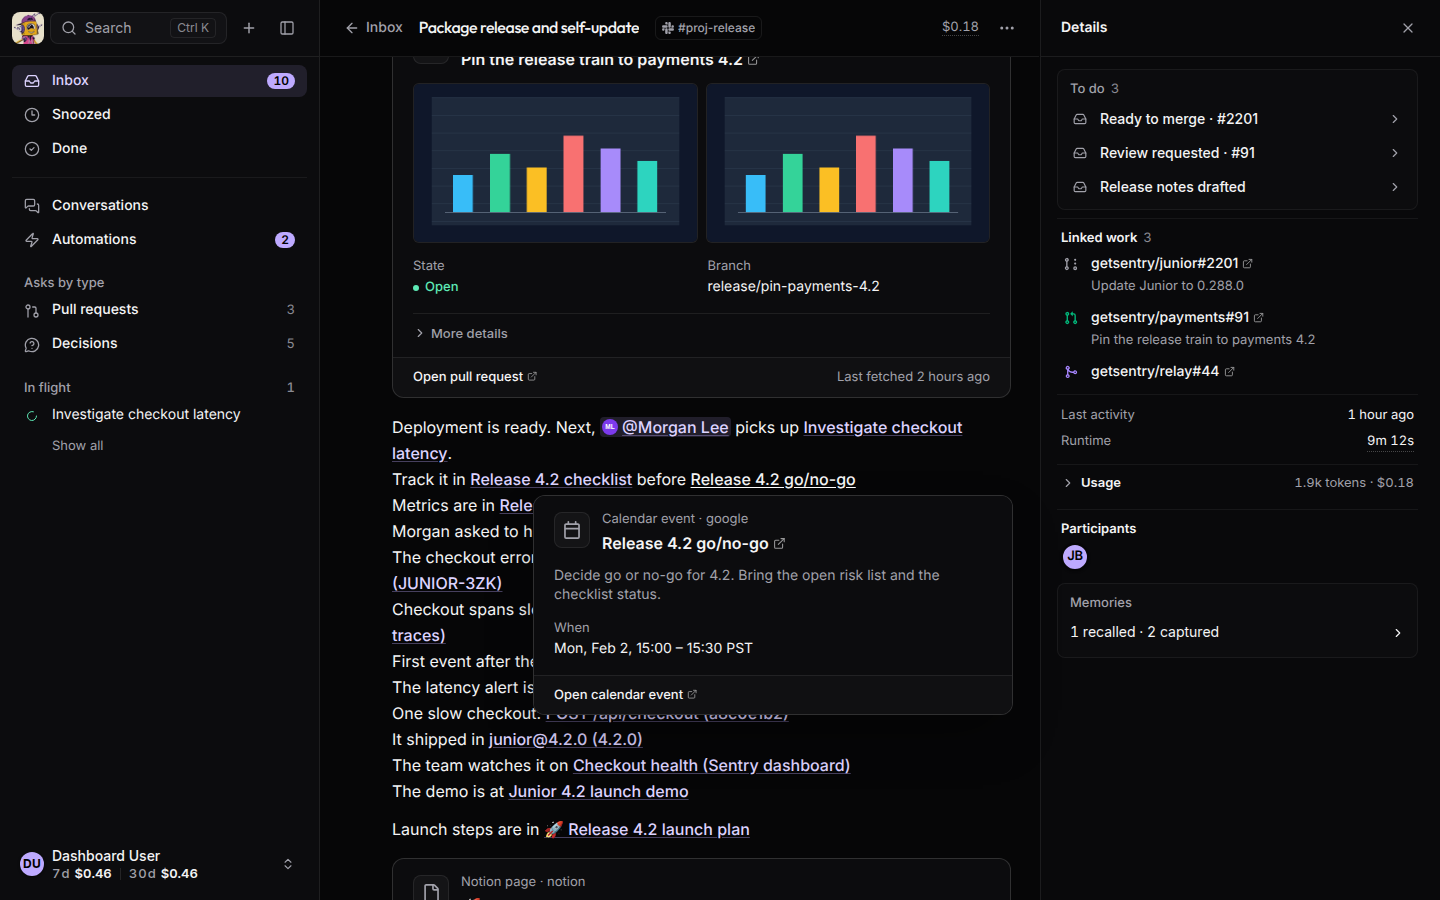 Search
Ctrl K
Inbox
10
Snoozed
Done
Conversations
Automations
2
Asks by type
Pull requests
3
Decisions
5
In flight
1
Investigate checkout latency
Show all
DU
Dashboard User
7d $0.46
30d $0.46
Inbox
Package release and self-update
#proj-release
$0.18
Pin the release train to payments 4.2
State
Branch
Open
release/pin-payments-4.2
More details
Open pull request
Last fetched 2 hours ago
Deployment is ready. Next, ML @Morgan Lee picks up Investigate checkout
latency.
Track it in Release 4.2 checklist before Release 4.2 go/no-go
Metrics are in Rele
Morgan asked to h
The checkout error
(JUNIOR-3ZK)
Checkout spans slo
traces)
First event after the
The latency alert is
One slow checkout: POST /api/checkout (a8c0e1b2)
It shipped in junior@4.2.0 (4.2.0)
The team watches it on Checkout health (Sentry dashboard)
The demo is at Junior 4.2 launch demo
Launch steps are in 🚀 Release 4.2 launch plan
Notion page · notion
Calendar event · google
Release 4.2 go/no-go
Decide go or no-go for 4.2. Bring the open risk list and the
checklist status.
When
Mon, Feb 2, 15:00 – 15:30 PST
Open calendar event
Details
To do 3
Ready to merge · #2201
Review requested · #91
Release notes drafted
Linked work 3
getsentry/junior#2201
Update Junior to 0.288.0
getsentry/payments#91
Pin the release train to payments 4.2
getsentry/relay#44
Last activity
1 hour ago
Runtime
9m 12s
Usage
1.9k tokens · $0.18
Participants
JB
Memories
1 recalled · 2 captured